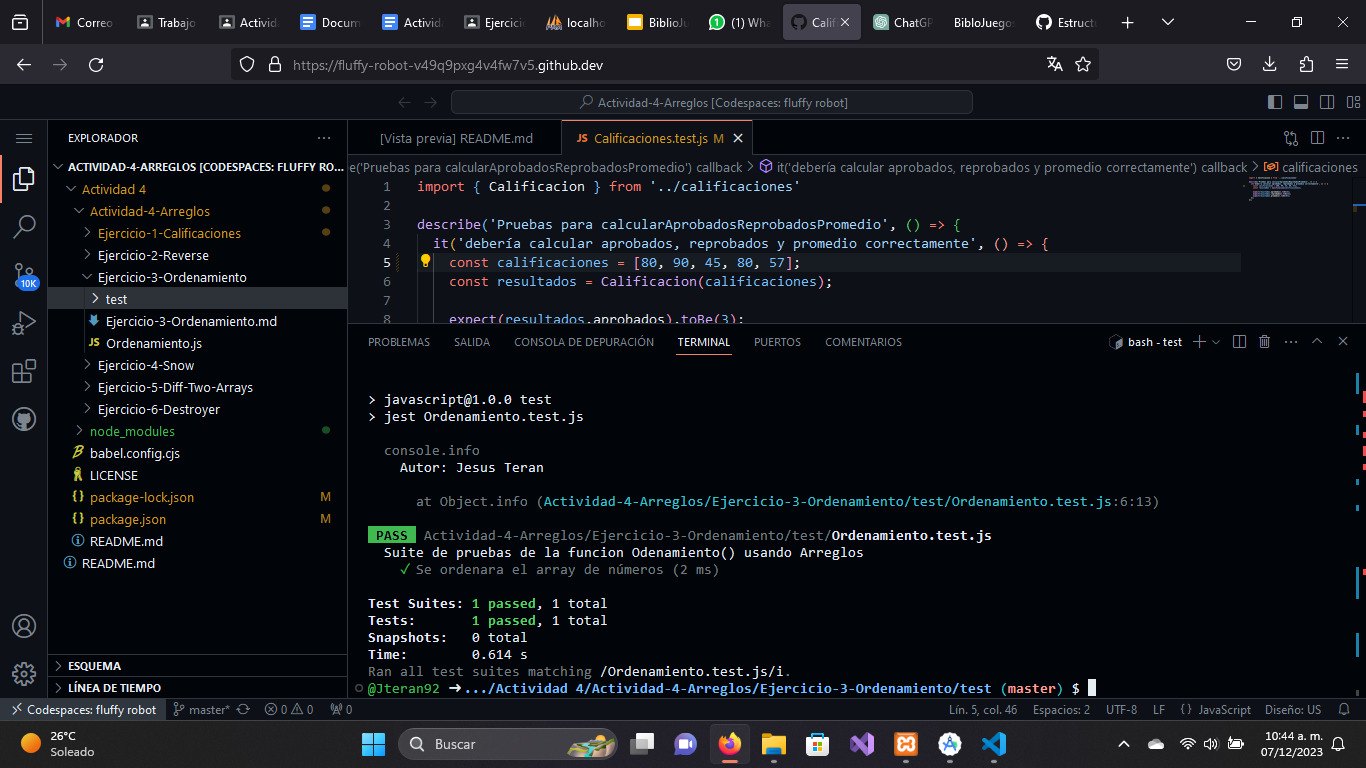 Correo
Trabajo
Activid
Docum
Activid
Ejercici
localho
BiblioJu
(1) Wha
Calif
ChatGP
BibloJuegos
Estructu
https://fluffy-robot-v49q9pxg4v4fw7v5.github.dev
Actividad-4-Arreglos [Codespaces: fluffy robot]
EXPLORADOR
ACTIVIDAD-4-ARREGLOS [CODESPACES: FLUFFY RO...
Actividad 4
Actividad-4-Arreglos
Ejercicio-1-Calificaciones
Ejercicio-2-Reverse
Ejercicio-3-Ordenamiento
test
Ejercicio-3-Ordenamiento.md
JS Ordenamiento.js
Ejercicio-4-Snow
Ejercicio-5-Diff-Two-Arrays
Ejercicio-6-Destroyer
node_modules
babel.config.cjs
LICENSE
{} package-lock.json M
{} package.json M
README.md
README.md
ESQUEMA
LÍNEA DE TIEMPO
10K
[Vista previa] README.md
JS Calificaciones.test.js M
e('Pruebas para calcularAprobadosReprobadosPromedio') callback > it('debería calcular aprobados, reprobados y promedio correctamente') callback > calificaciones
1 import { Calificacion } from '../calificaciones'
2
3 describe('Pruebas para calcularAprobadosReprobadosPromedio', () => {
4 it('debería calcular aprobados, reprobados y promedio correctamente', () => {
5 const calificaciones = [80, 90, 45, 80, 57];
6 const resultados = Calificacion(calificaciones);
7
8 expect(resultados.aprobados).toBe(3);
PROBLEMAS
SALIDA
CONSOLA DE DEPURACIÓN
TERMINAL
PUERTOS
COMENTARIOS
bash - test
> javascript@1.0.0 test
> jest Ordenamiento.test.js
console.info
Autor: Jesus Teran
at Object.info (Actividad-4-Arreglos/Ejercicio-3-Ordenamiento/test/Ordenamiento.test.js:6:13)
PASS Actividad-4-Arreglos/Ejercicio-3-Ordenamiento/test/Ordenamiento.test.js
Suite de pruebas de la funcion Odenamiento() usando Arreglos
✓ Se ordenara el array de números (2 ms)
Test Suites: 1 passed, 1 total
Tests: 1 passed, 1 total
Snapshots: 0 total
Time: 0.614 s
Ran all test suites matching /Ordenamiento.test.js/i.
@Jteran92 ➜.../Actividad 4/Actividad-4-Arreglos/Ejercicio-3-Ordenamiento/test (master) $
Codespaces: fluffy robot
master*
0
0
0
Lín. 5, col. 46
Espacios: 2
UTF-8
LF
{} JavaScript
Diseño: US
26°C
Soleado
Buscar
10:44 a. m.
07/12/2023